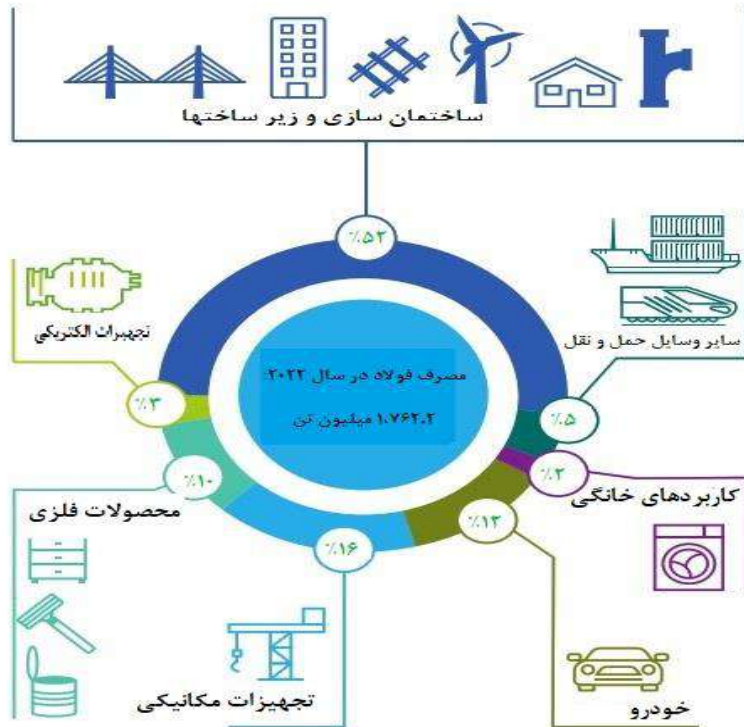 ساختمان سازی و زیر ساختها
٪۵۲
تجهیزات الکتریکی
٪۳
سایر وسایل حمل و نقل
٪۵
مصرف فولاد در سال ۲۰۲۲:
۱،۷۶۲.۲ میلیون تن
٪۲
کاربردهای خانگی
٪۱۰
محصولات فلزی
٪۱۲
٪۱۶
تجهیزات مکانیکی
خودرو